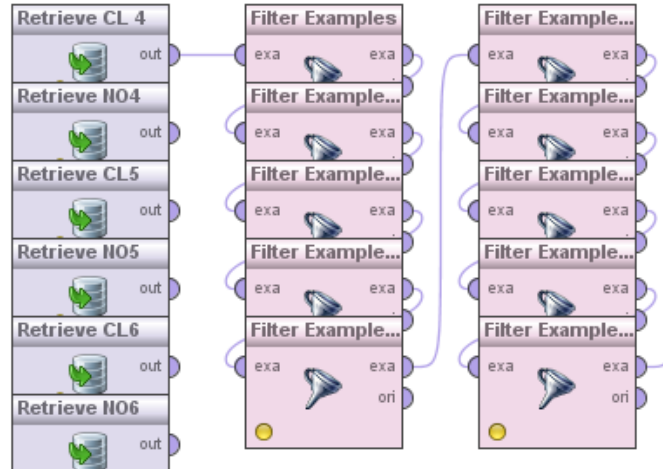 Retrieve CL 4
out
Retrieve NO4
out
Retrieve CL5
out
Retrieve NO5
out
Retrieve CL6
out
Retrieve NO6
out
Filter Examples
exa exa
Filter Example...
exa exa
Filter Example...
exa exa
Filter Example...
exa exa
Filter Example...
exa exa
ori
Filter Example...
exa exa
Filter Example...
exa exa
Filter Example...
exa exa
Filter Example...
exa exa
Filter Example...
exa exa
ori